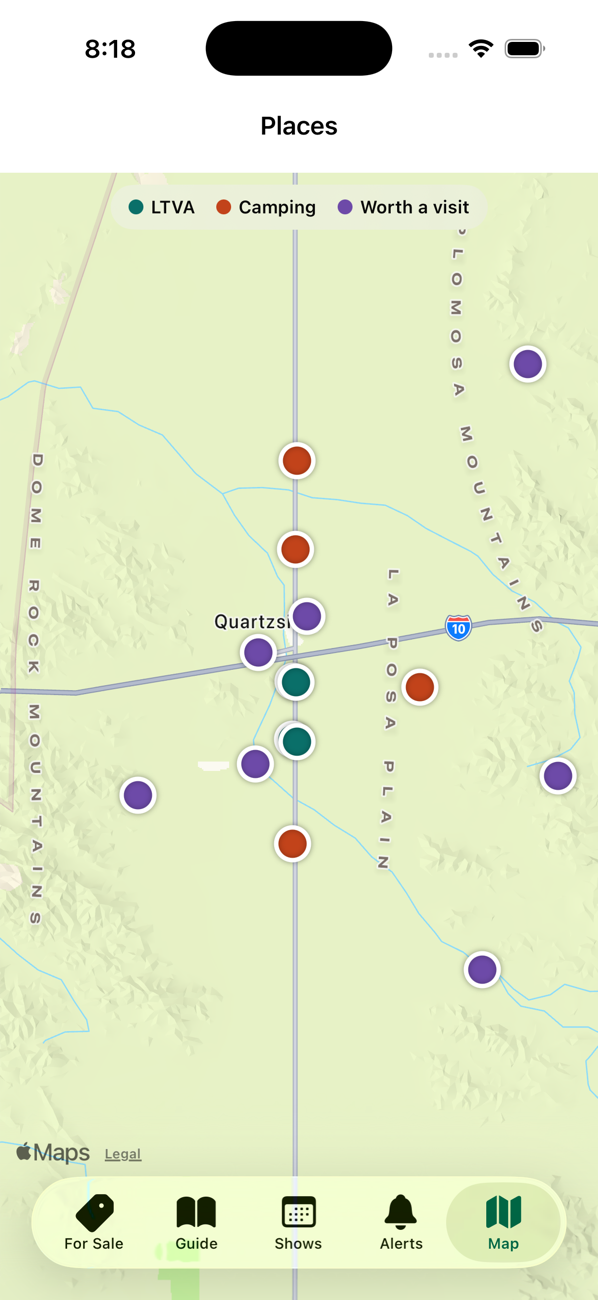 8:18
Places
LTVA Camping Worth a visit
PLOMOSA MOUNTAINS
DOME ROCK MOUNTAINS
LA POSA PLAIN
Quartzsi
10
Maps Legal
For Sale Guide Shows Alerts Map